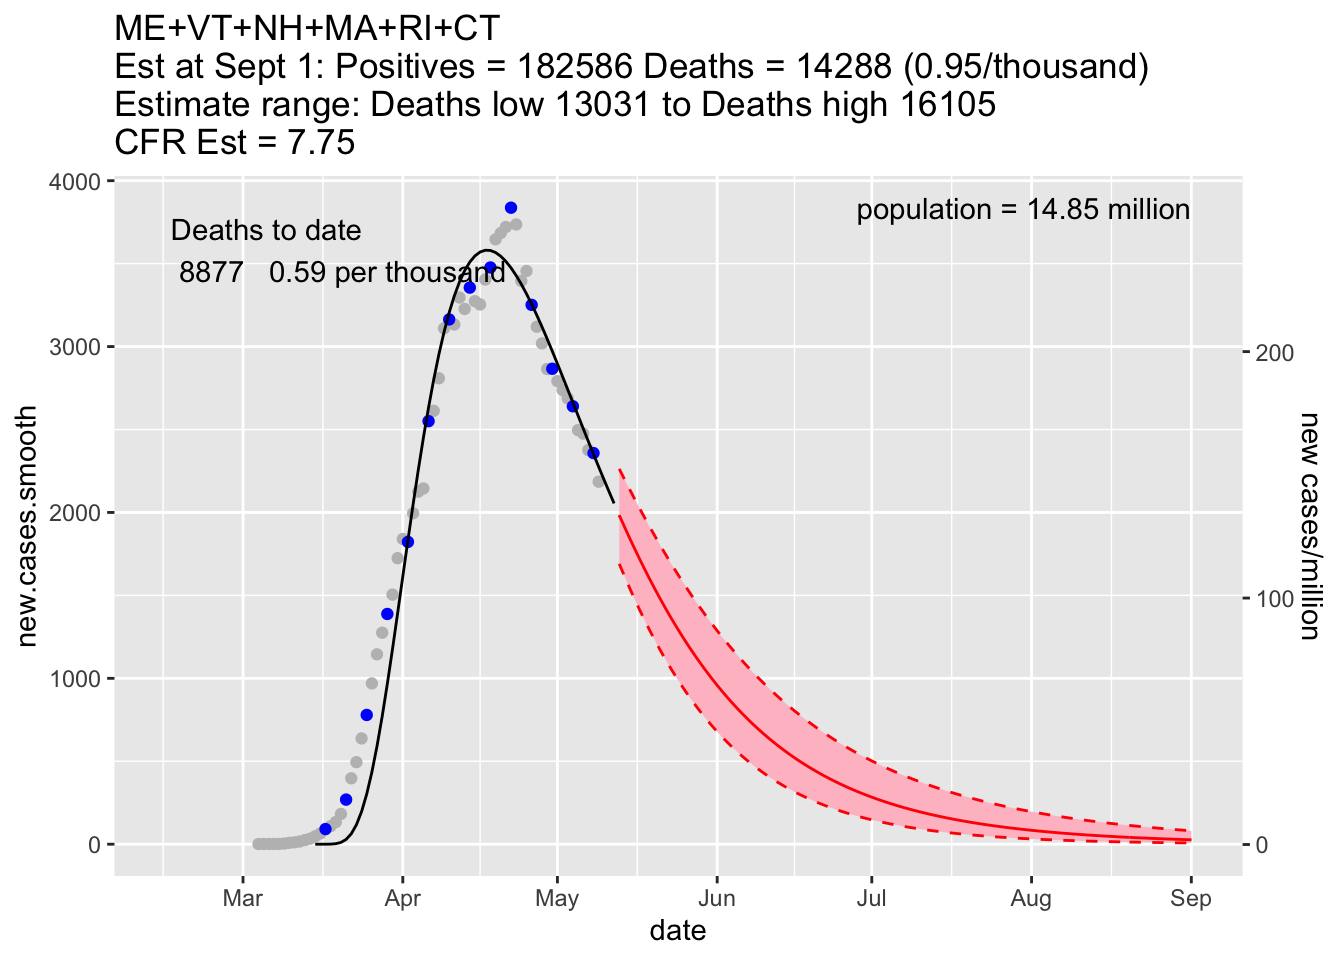 ME+VT+NH+MA+RI+CT
Est at Sept 1: Positives = 182586 Deaths = 14288 (0.95/thousand)
Estimate range: Deaths low 13031 to Deaths high 16105
CFR Est = 7.75
4000
3000
2000
1000
0
new.cases.smooth
Deaths to date
8877 0.59 per thousand
population = 14.85 million
200
100
0
new cases/million
Mar Apr May Jun Jul Aug Sep
date